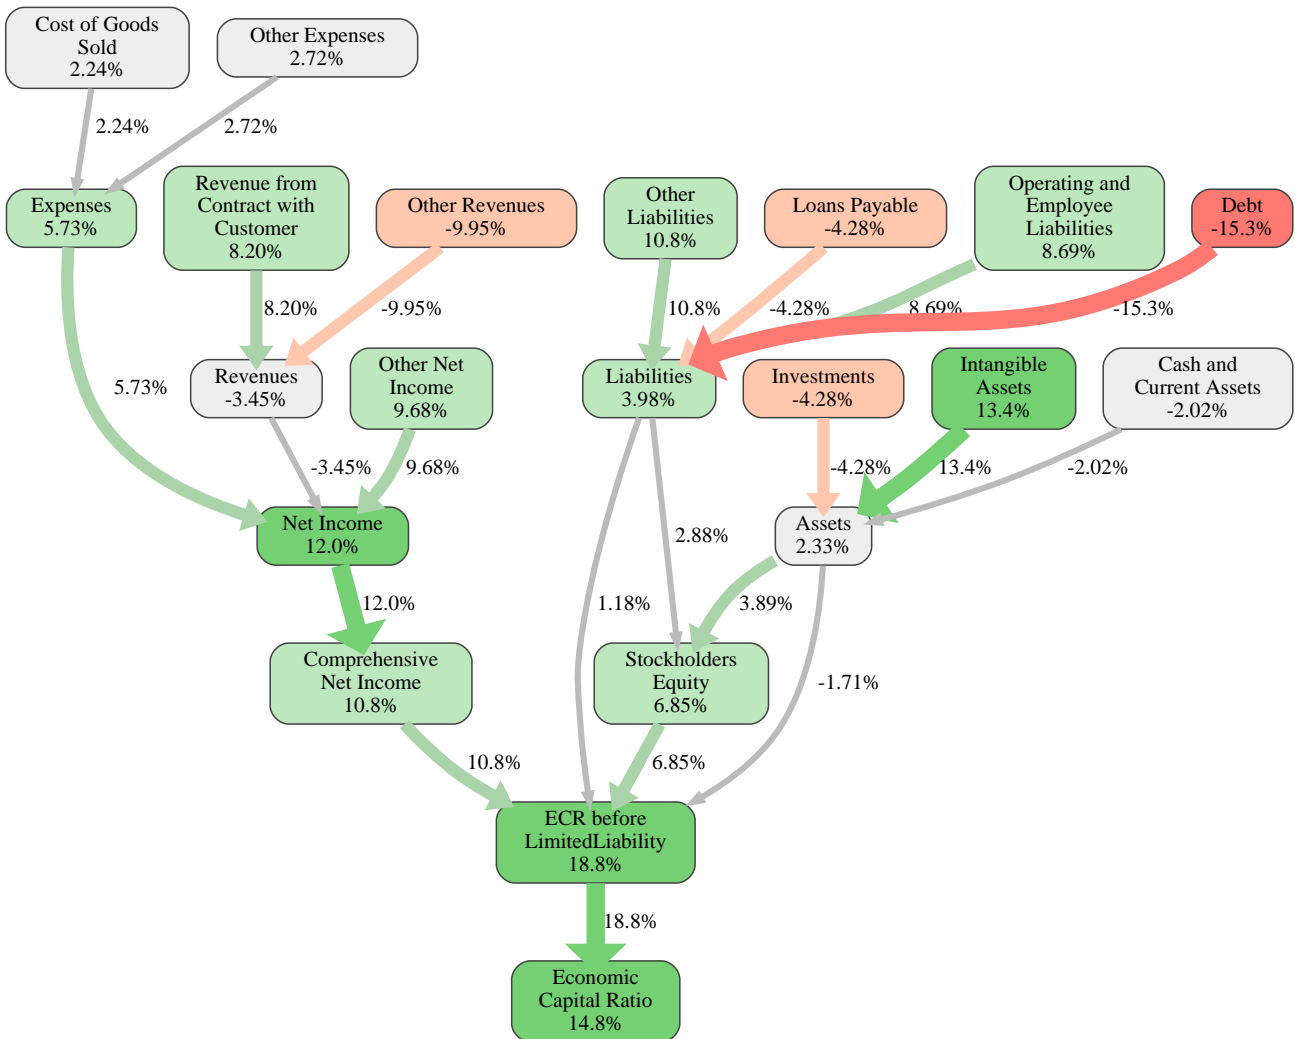 Cost of Goods
Sold
2.24%
Other Expenses
2.72%
2.24%
2.72%
Expenses
5.73%
Revenue from
Contract with
Customer
8.20%
Other Revenues
-9.95%
Other
Liabilities
10.8%
Loans Payable
-4.28%
Operating and
Employee
Liabilities
8.69%
Debt
-15.3%
8.20%
-9.95%
10.8%
-4.28%
8.69%
-15.3%
Revenues
-3.45%
Other Net
Income
9.68%
Liabilities
3.98%
Investments
-4.28%
Intangible
Assets
13.4%
Cash and
Current Assets
-2.02%
5.73%
-3.45%
9.68%
-4.28%
13.4%
-2.02%
Net Income
12.0%
2.88%
Assets
2.33%
12.0%
1.18%
3.89%
Comprehensive
Net Income
10.8%
Stockholders
Equity
6.85%
-1.71%
10.8%
6.85%
ECR before
LimitedLiability
18.8%
18.8%
Economic
Capital Ratio
14.8%